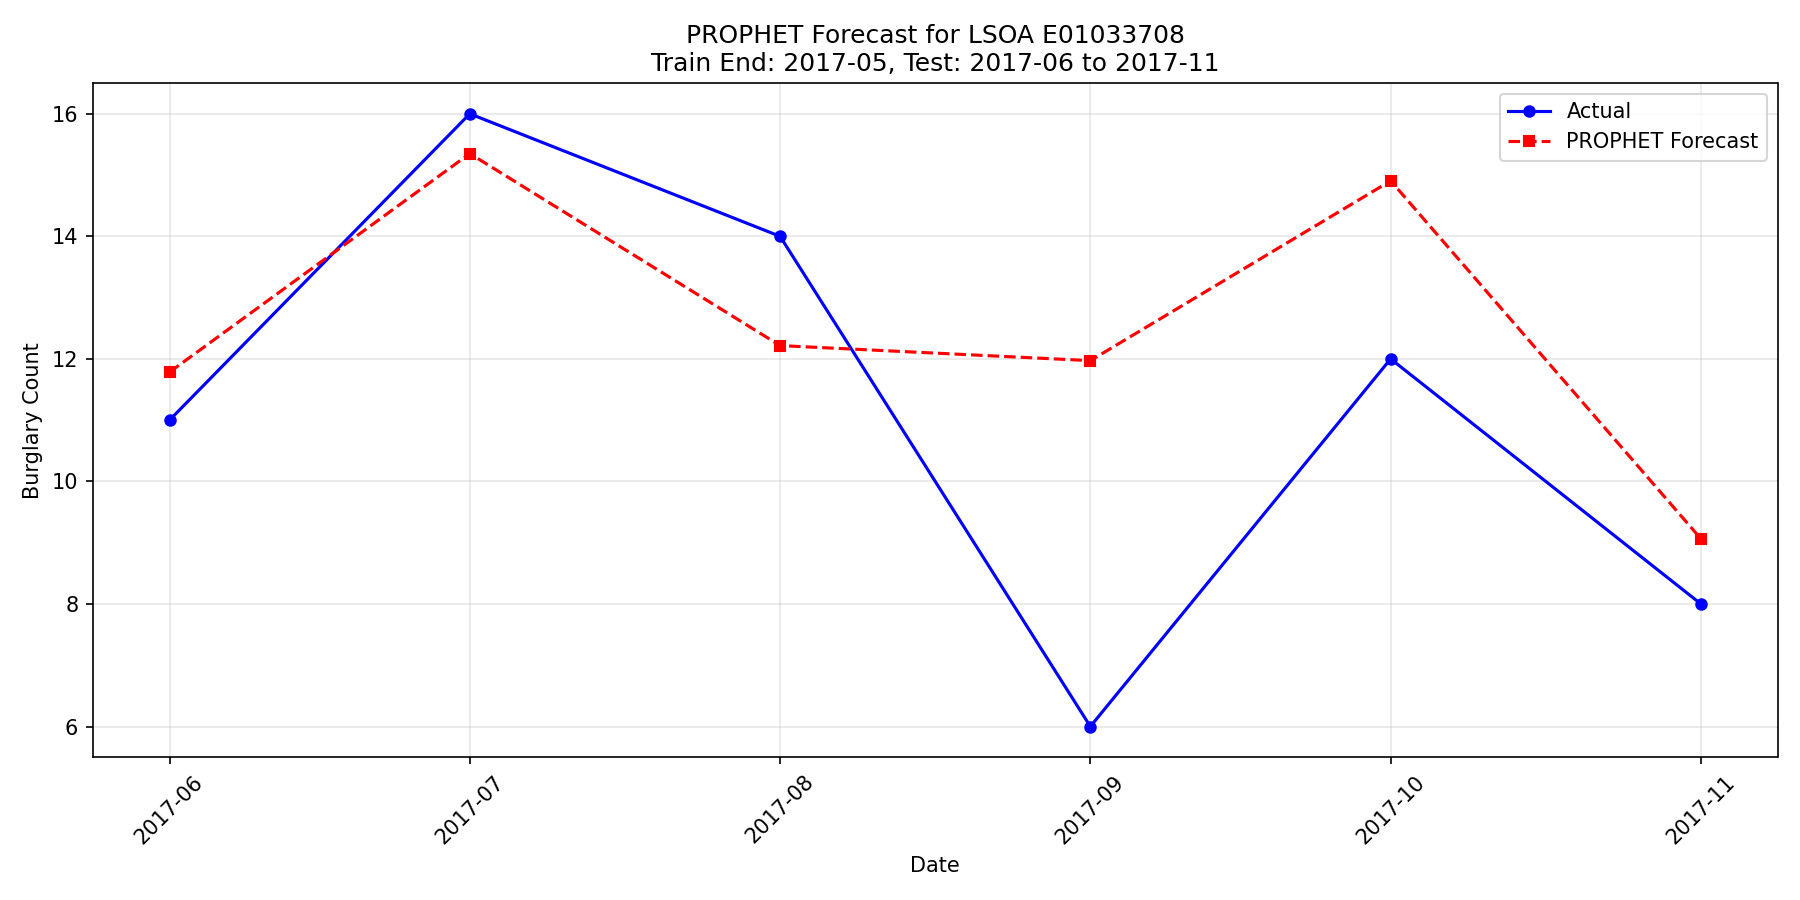 PROPHET Forecast for LSOA E01033708
Train End: 2017-05, Test: 2017-06 to 2017-11
Actual
PROPHET Forecast
Burglary Count
16
14
12
10
8
6
2017-06
2017-07
2017-08
2017-09
2017-10
2017-11
Date